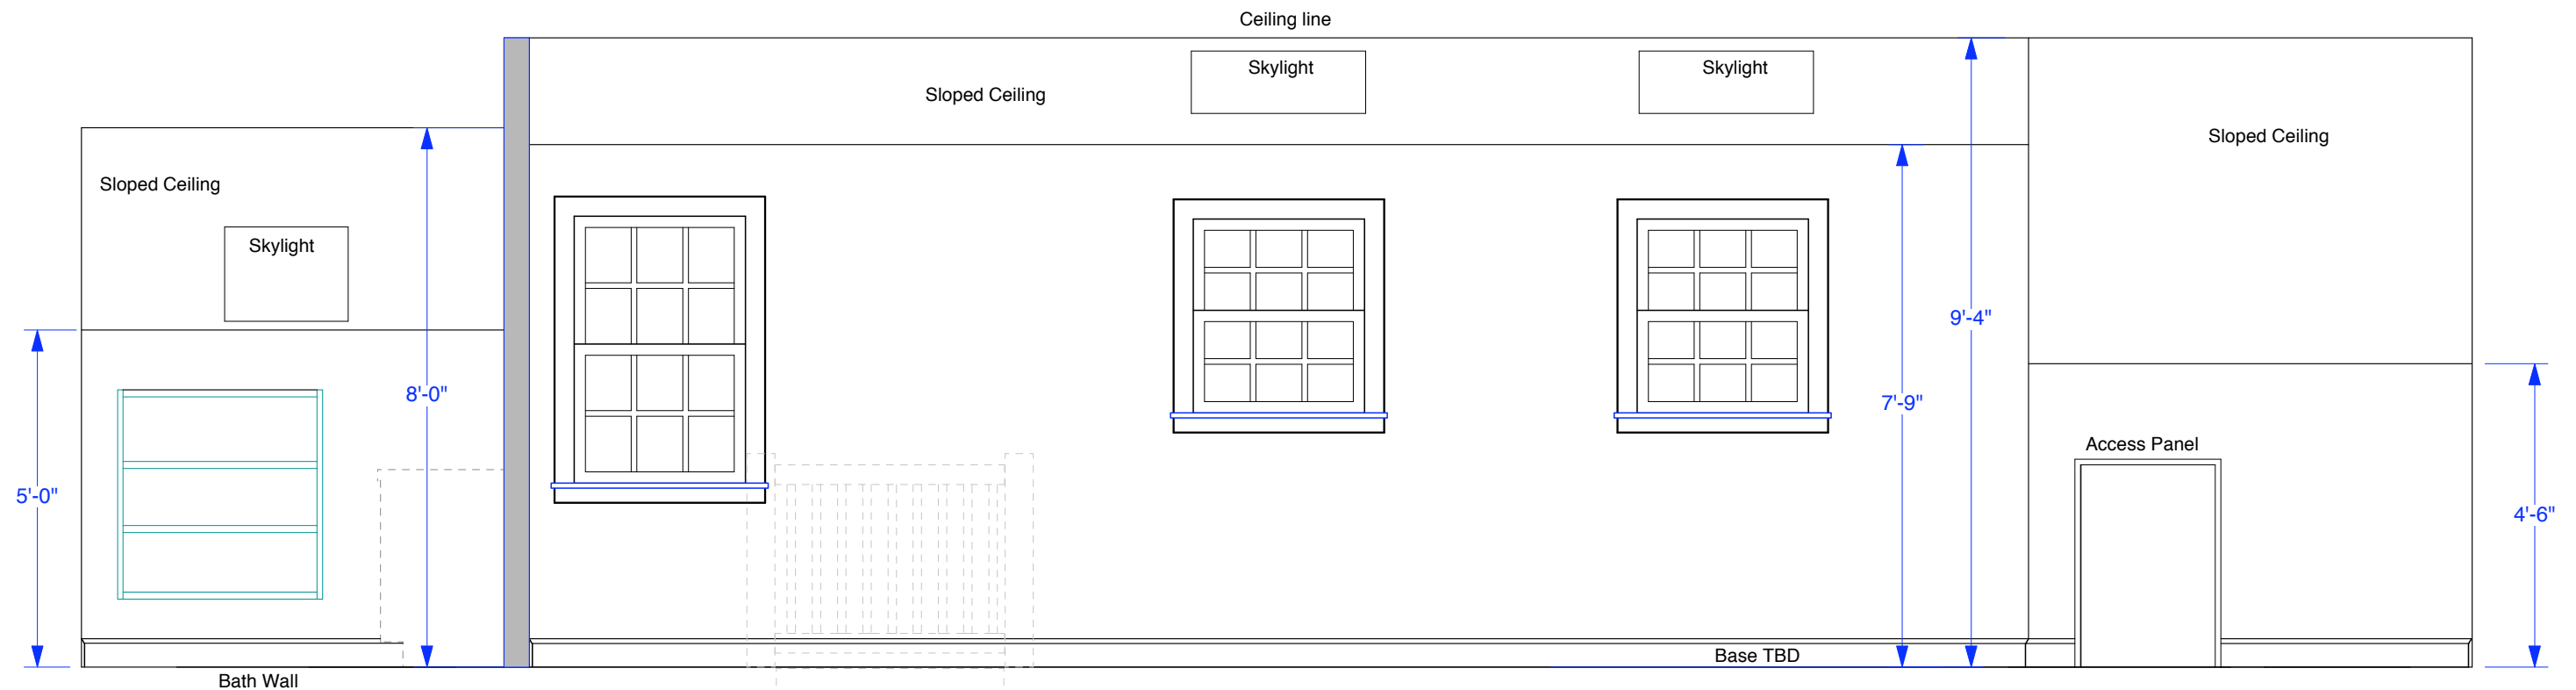 Ceiling line
Skylight
Skylight
Sloped Ceiling
Sloped Ceiling
Sloped Ceiling
Skylight
9'-4"
8'-0"
7'-9"
Access Panel
5'-0"
4'-6"
Base TBD
Bath Wall